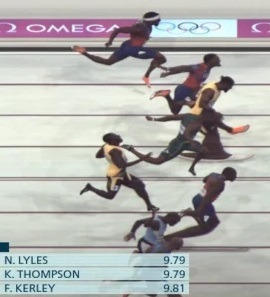 Ω OMEGA
N. LYLES 9.79
K. THOMPSON 9.79
F. KERLEY 9.81